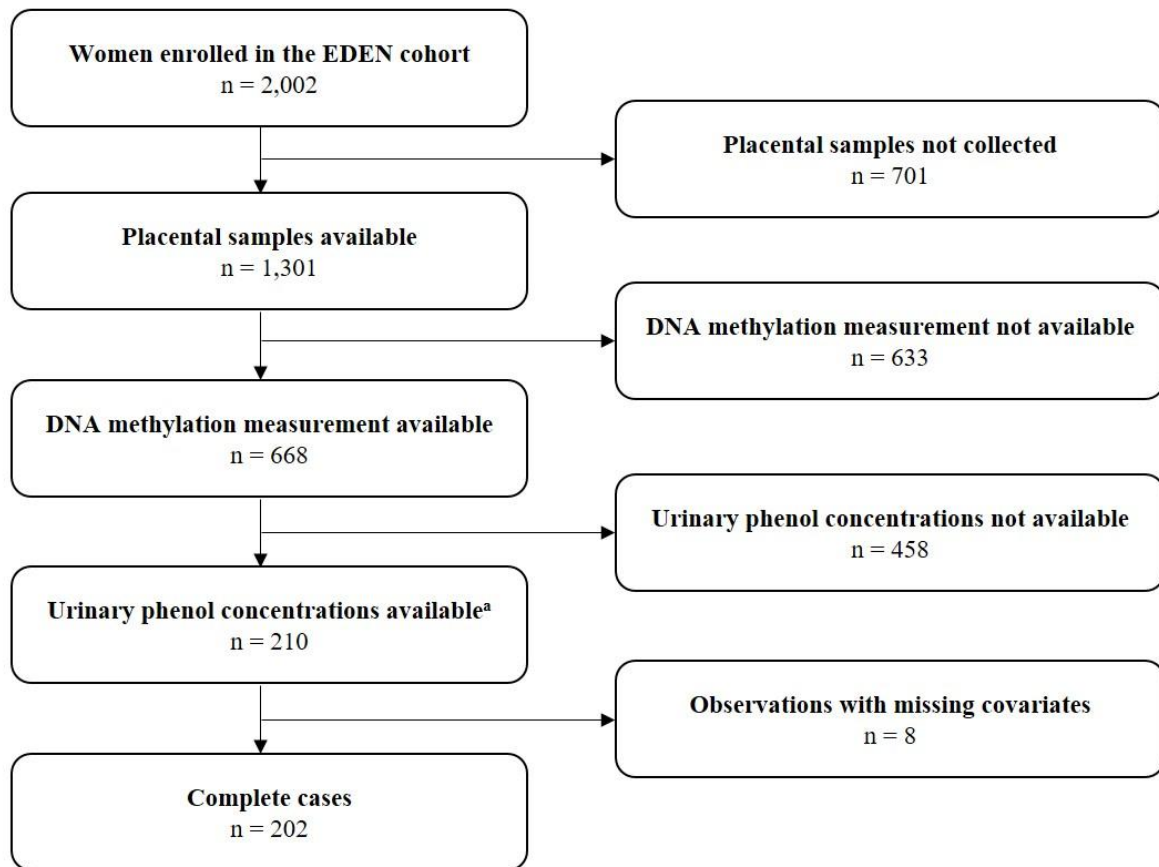 Women enrolled in the EDEN cohort
n = 2,002
Placental samples not collected
n = 701
Placental samples available
n = 1,301
DNA methylation measurement not available
n = 633
DNA methylation measurement available
n = 668
Urinary phenol concentrations not available
n = 458
Urinary phenol concentrations availableᵃ
n = 210
Observations with missing covariates
n = 8
Complete cases
n = 202